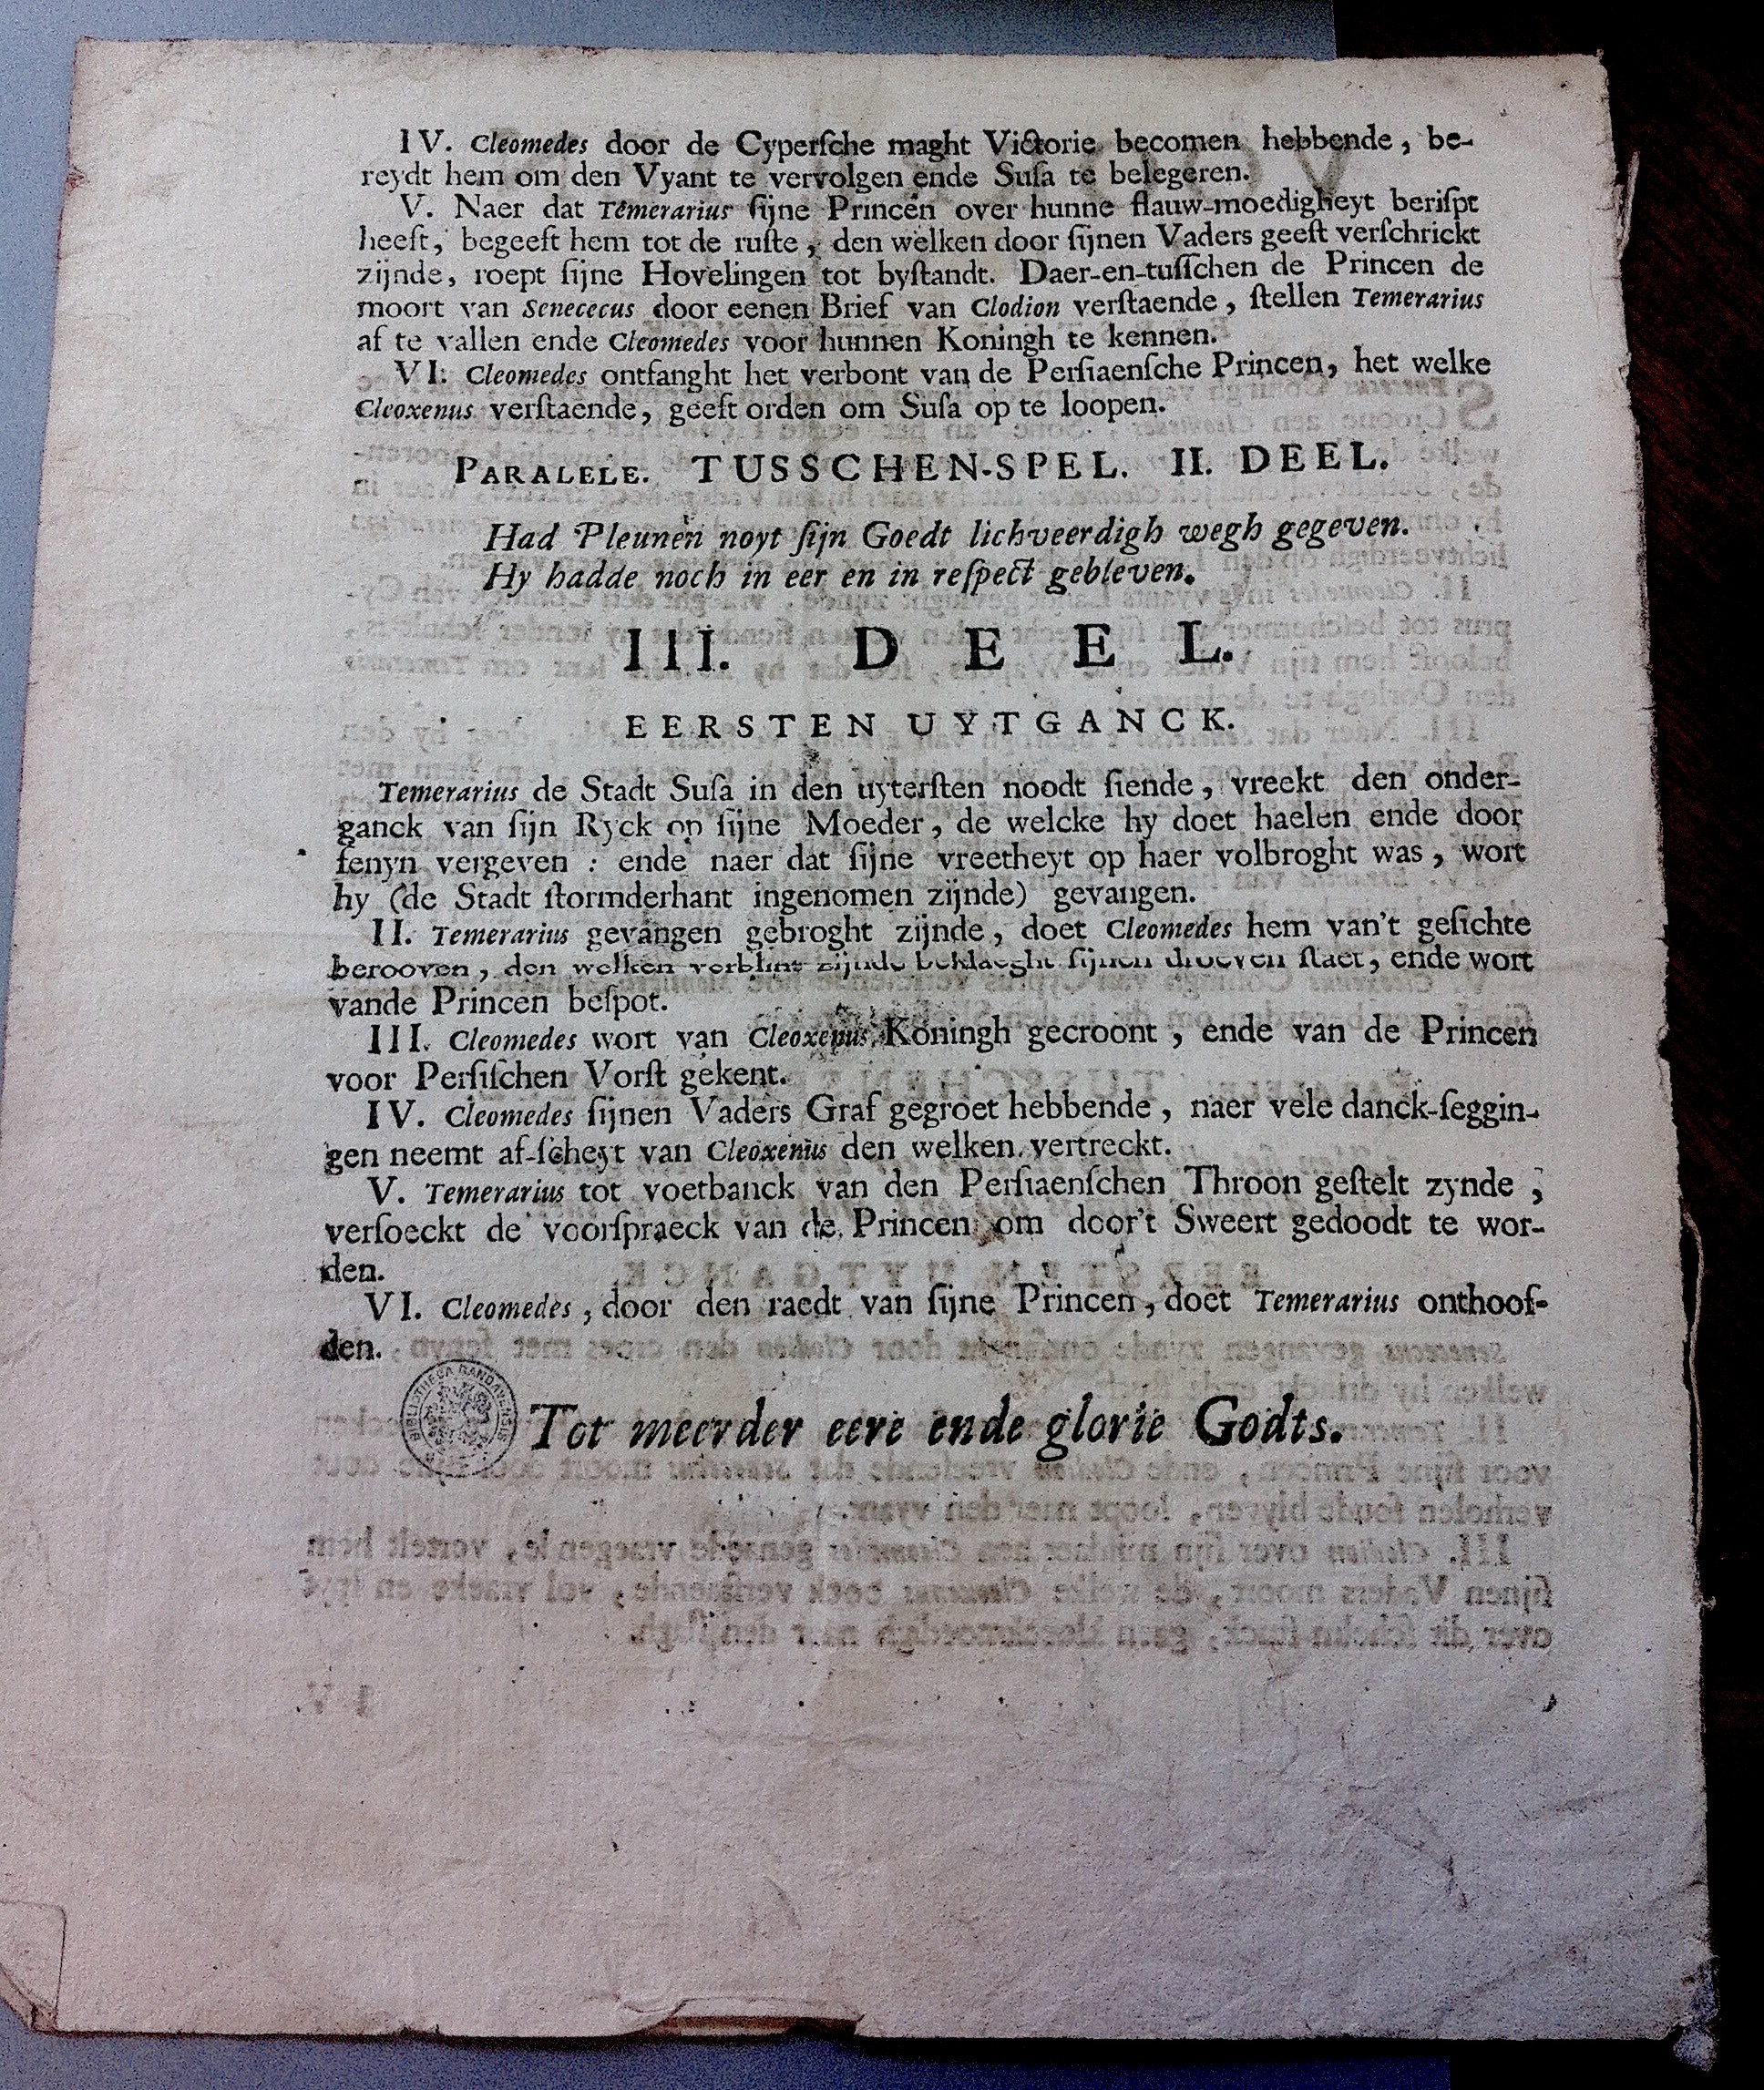 IV. Cleomedes door de Cyperſche maght Victorie becomen hebbende, be-
reydt hem om den Vyant te vervolgen ende Suſa te belegeren.
V. Naer dat Temerarius ſijne Princen over hunne flauw-moedigheyt beriſpt
heeft, begeeft hem tot de ruſte, den welken door ſijnen Vaders geeſt verſchrickt
zijnde, roept ſijne Hovelingen tot byſtandt. Daer-en-tuſſchen de Princen de
moort van Senececus door eenen Brief van Clodion verſtaende, ſtellen Temerarius
af te vallen ende Cleomedes voor hunnen Koningh te kennen.
VI. Cleomedes ontfanght het verbont van de Perſiaenſche Princen, het welke
Cleoxenus verſtaende, geeft orden om Suſa op te loopen.
PARALELE. TUSSCHEN-SPEL. II. DEEL.
Had Pleunen noyt ſijn Goedt lichveerdigh wegh gegeven.
Hy hadde noch in eer en in reſpect gebleven.
III. DEEL.
EERSTEN UYTGANCK.
Temerarius de Stadt Suſa in den uyterſten noodt ſiende, vreekt den onder-
ganck van ſijn Ryck op ſijne Moeder, de welcke hy doet haelen ende door
fenyn vergeven : ende naer dat ſijne vreetheyt op haer volbroght was, wort
hy (de Stadt ſtormderhant ingenomen zijnde) gevangen.
II. Temerarius gevangen gebroght zijnde, doet Cleomedes hem van't geſichte
berooven, den welken verblint zijnde beklaeght ſijnen droeven ſtaet, ende wort
vande Princen beſpot.
III. Cleomedes wort van Cleoxenus Koningh gecroont, ende van de Princen
voor Perſiſchen Vorſt gekent.
IV. Cleomedes ſijnen Vaders Graf gegroet hebbende, naer vele danck-ſeggin-
gen neemt af-ſcheyt van Cleoxenus den welken vertreckt.
V. Temerarius tot voetbanck van den Perſiaenſchen Throon geſtelt zynde,
verſoeckt de voorſpraeck van de Princen om door't Sweert gedoodt te wor-
den.
VI. Cleomedes, door den raedt van ſijne Princen, doet Temerarius onthoof-
den.
BIBLIOTHECA GANDAVENSIS
Tot meerder eere ende glorie Godts.